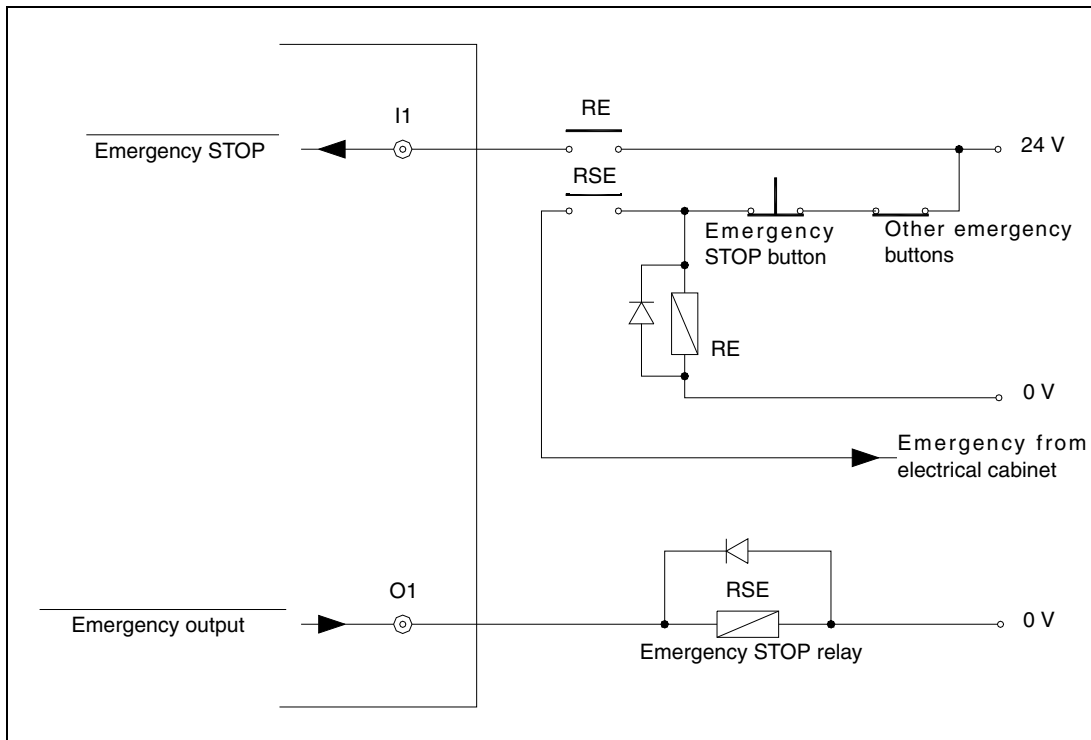 RE
I1
Emergency STOP
24 V
RSE
Emergency
STOP button
Other emergency
buttons
RE
0 V
Emergency from
electrical cabinet
O1
RSE
Emergency output
0 V
Emergency STOP relay